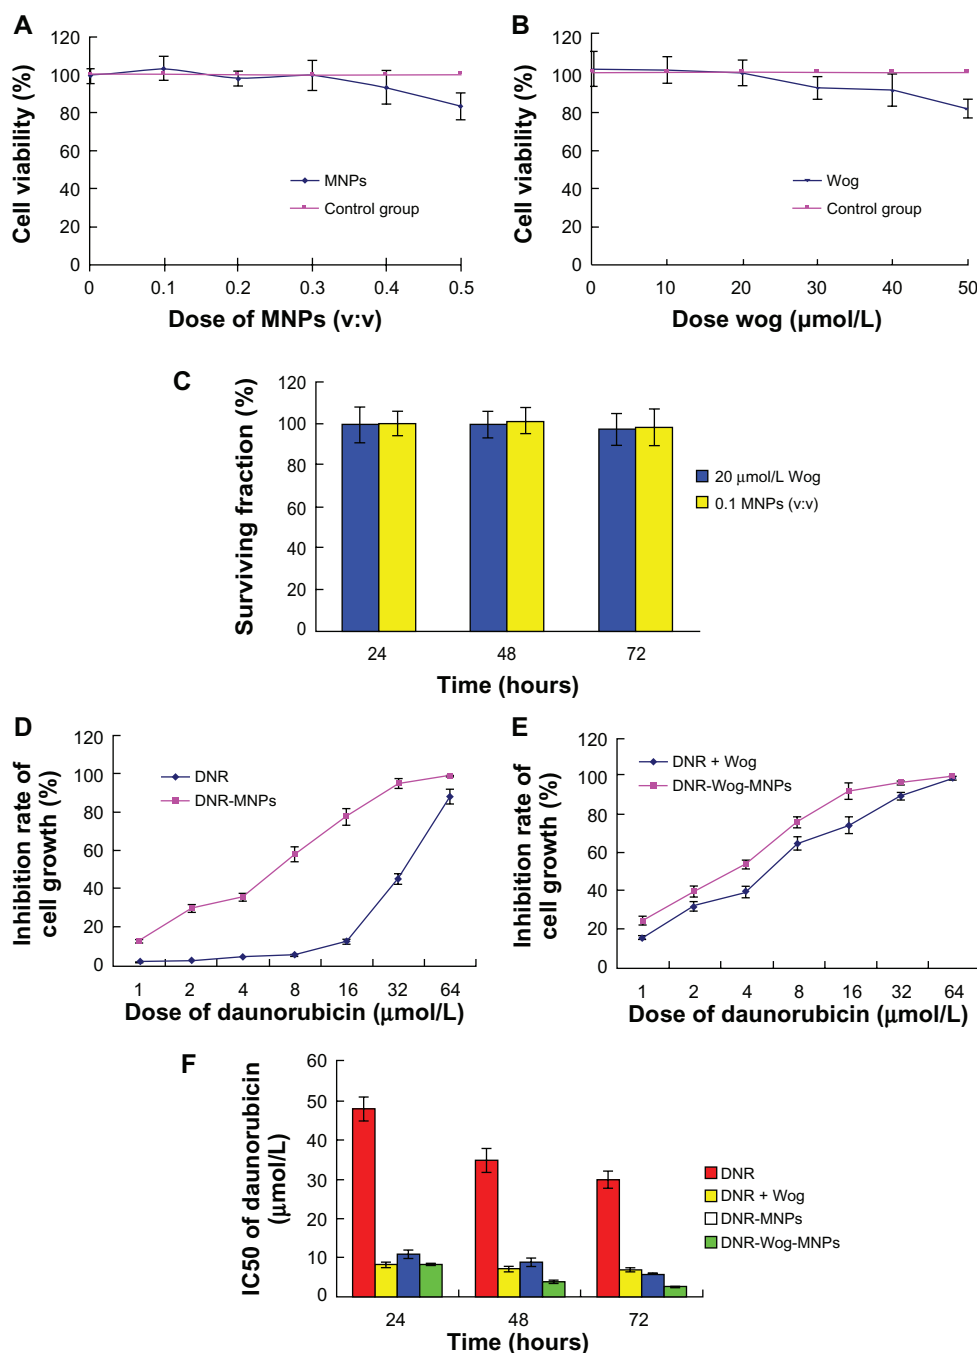 A
Cell viability (%)
120
100
80
60
40
20
0
MNPs
Control group
0 0.1 0.2 0.3 0.4 0.5
Dose of MNPs (v:v)
B
Cell viability (%)
120
100
80
60
40
20
0
Wog
Control group
0 10 20 30 40 50
Dose wog (μmol/L)
C
Surviving fraction (%)
120
100
80
60
40
20
0
20 μmol/L Wog
0.1 MNPs (v:v)
24 48 72
Time (hours)
D
Inhibition rate of
cell growth (%)
120
100
80
60
40
20
0
DNR
DNR-MNPs
1 2 4 8 16 32 64
Dose of daunorubicin (μmol/L)
E
Inhibition rate of
cell growth (%)
120
100
80
60
40
20
0
DNR + Wog
DNR-Wog-MNPs
1 2 4 8 16 32 64
Dose of daunorubicin (μmol/L)
F
IC50 of daunorubicin
(μmol/L)
60
50
40
30
20
10
0
DNR
DNR + Wog
DNR-MNPs
DNR-Wog-MNPs
24 48 72
Time (hours)